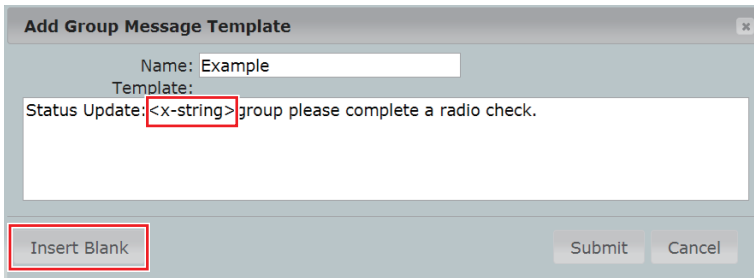 Add Group Message Template
Name: Example
Template:
Status Update:<x-string>group please complete a radio check.
Insert Blank Submit Cancel